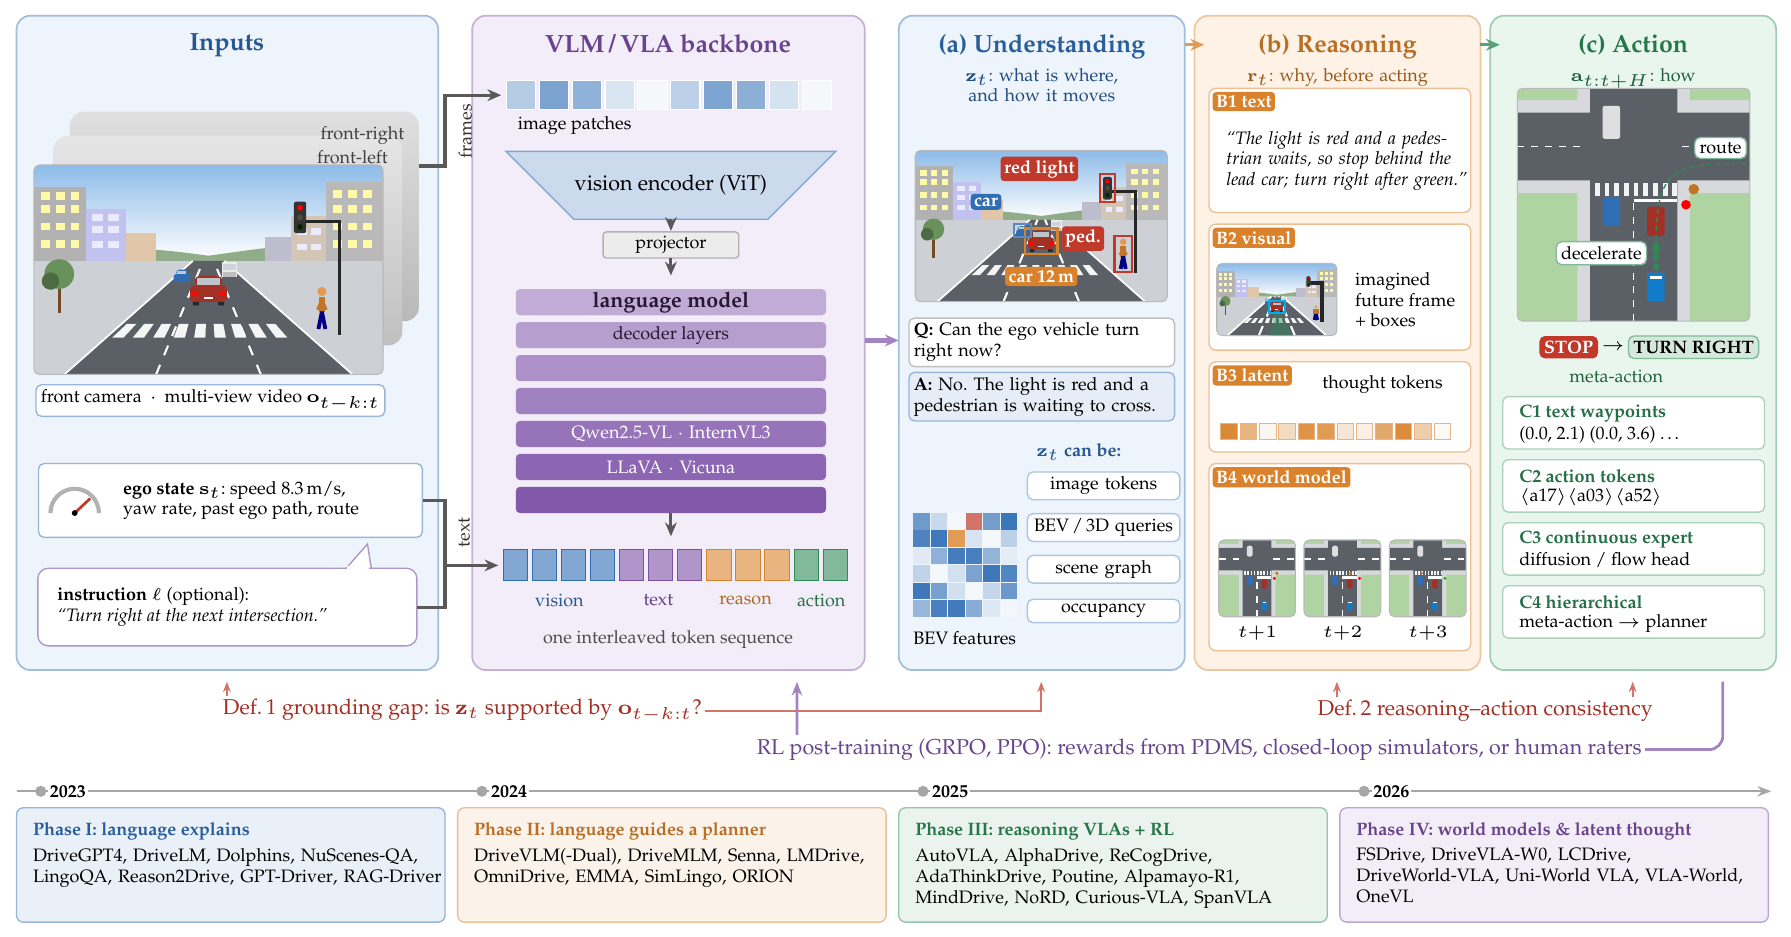 Inputs
front-right
front-left
front camera · multi-view video o_{t−k:t}
ego state s_t: speed 8.3 m/s,
yaw rate, past ego path, route
instruction ℓ (optional):
“Turn right at the next intersection.”
frames
text
VLM / VLA backbone
image patches
vision encoder (ViT)
projector
language model
decoder layers
Qwen2.5-VL · InternVL3
LLaVA · Vicuna
vision
text
reason
action
one interleaved token sequence
(a) Understanding
z_t: what is where,
and how it moves
red light
car
ped.
car 12 m
Q: Can the ego vehicle turn
right now?
A: No. The light is red and a
pedestrian is waiting to cross.
z_t can be:
image tokens
BEV / 3D queries
scene graph
occupancy
BEV features
(b) Reasoning
r_t: why, before acting
B1 text
“The light is red and a pedes-
trian waits, so stop behind the
lead car; turn right after green.”
B2 visual
imagined
future frame
+ boxes
B3 latent
thought tokens
B4 world model
t+1
t+2
t+3
(c) Action
a_{t:t+H}: how
route
decelerate
STOP → TURN RIGHT
meta-action
C1 text waypoints
(0.0, 2.1) (0.0, 3.6) …
C2 action tokens
⟨a17⟩ ⟨a03⟩ ⟨a52⟩
C3 continuous expert
diffusion / flow head
C4 hierarchical
meta-action → planner
Def. 1 grounding gap: is z_t supported by o_{t−k:t}?
Def. 2 reasoning–action consistency
RL post-training (GRPO, PPO): rewards from PDMS, closed-loop simulators, or human raters
2023
2024
2025
2026
Phase I: language explains
DriveGPT4, DriveLM, Dolphins, NuScenes-QA,
LingoQA, Reason2Drive, GPT-Driver, RAG-Driver
Phase II: language guides a planner
DriveVLM(-Dual), DriveMLM, Senna, LMDrive,
OmniDrive, EMMA, SimLingo, ORION
Phase III: reasoning VLAs + RL
AutoVLA, AlphaDrive, ReCogDrive,
AdaThinkDrive, Poutine, Alpamayo-R1,
MindDrive, NoRD, Curious-VLA, SpanVLA
Phase IV: world models & latent thought
FSDrive, DriveVLA-W0, LCDrive,
DriveWorld-VLA, Uni-World VLA, VLA-World,
OneVL